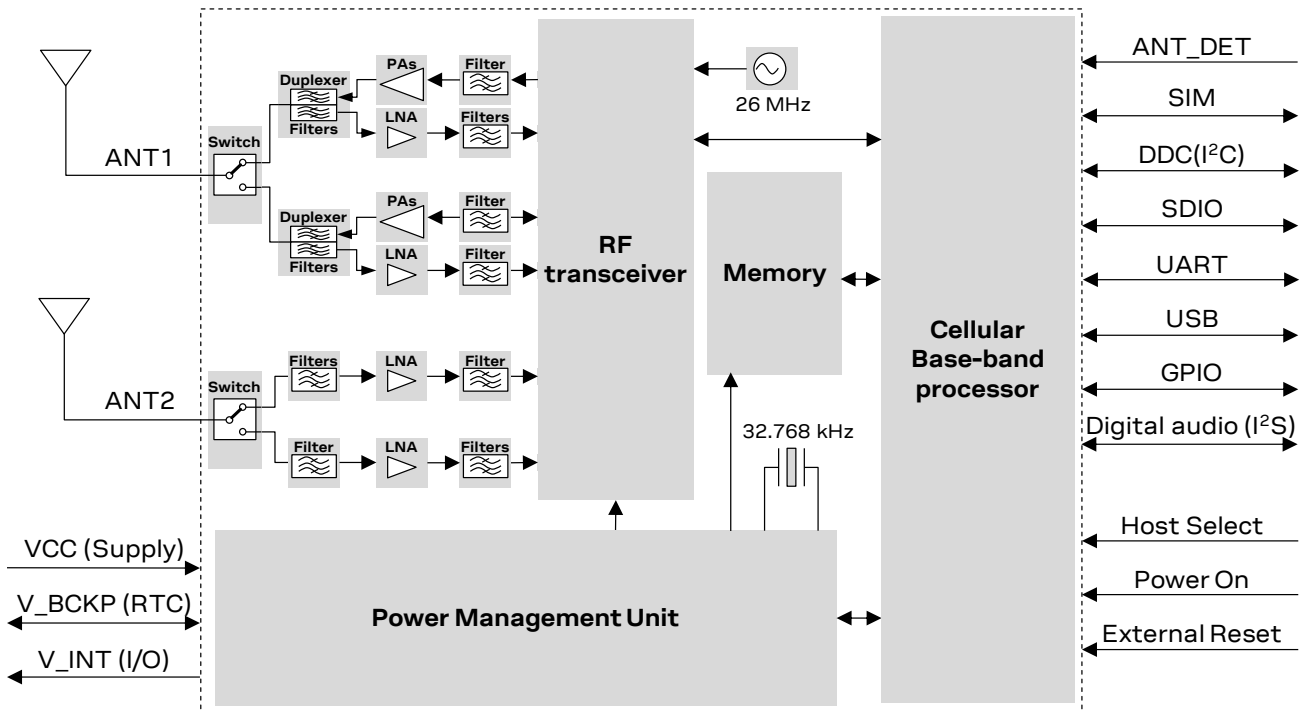 ANT1
Switch
Duplexer
Filters
PAs
Filter
LNA
Filters
Duplexer
Filters
PAs
Filter
LNA
Filter
ANT2
Switch
Filters
LNA
Filter
Filter
LNA
Filters
RF
transceiver
26 MHz
Memory
32.768 kHz
Cellular
Base-band
processor
Power Management Unit
VCC (Supply)
V_BCKP (RTC)
V_INT (I/O)
ANT_DET
SIM
DDC(I²C)
SDIO
UART
USB
GPIO
Digital audio (I²S)
Host Select
Power On
External Reset